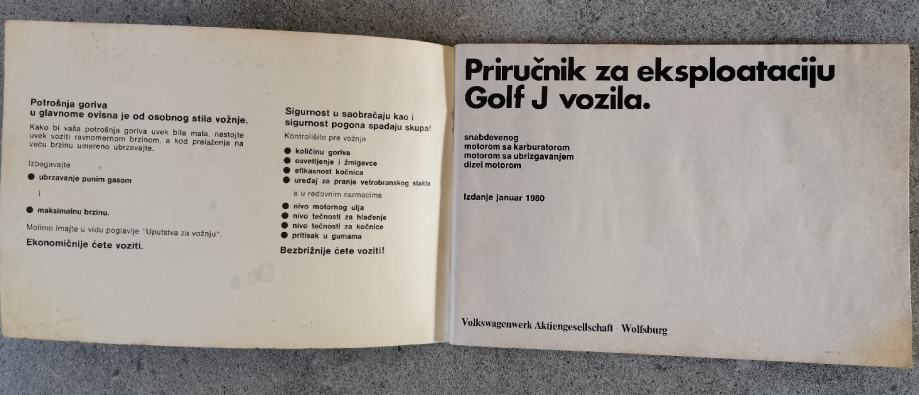 Potrošnja goriva
u glavnome ovisna je od osobnog stila vožnje.
Kako bi vaša potrošnja goriva uvek bila mala, nastojte
uvek voziti ravnomernom brzinom, a kod prelaženja na
veću brzinu umereno ubrzavajte.
Izbegavajte
● ubrzavanje punim gasom
i
● maksimalnu brzinu.
Molimo imajte u vidu poglavlje "Uputstva za vožnju".
Ekonomičnije ćete voziti.
Sigurnost u saobračaju kao i
sigurnost pogona spadaju skupa!
Kontrolišite pre vožnje
● količinu goriva
● osvetljenje i žmigavce
● efikasnost kočnica
● uređaj za pranje vetrobranskog stakla
a u redovnim razmacima
● nivo motornog ulja
● nivo tečnosti za hlađenje
● nivo tečnosti za kočnice
● pritisak u gumama
Bezbrižnije ćete voziti!
Priručnik za eksploataciju
Golf J vozila.
snabdevenog
motorom sa karburatorom
motorom sa ubrizgavanjem
dizel motorom
Izdanje januar 1980
Volkswagenwerk Aktiengesellschaft · Wolfsburg